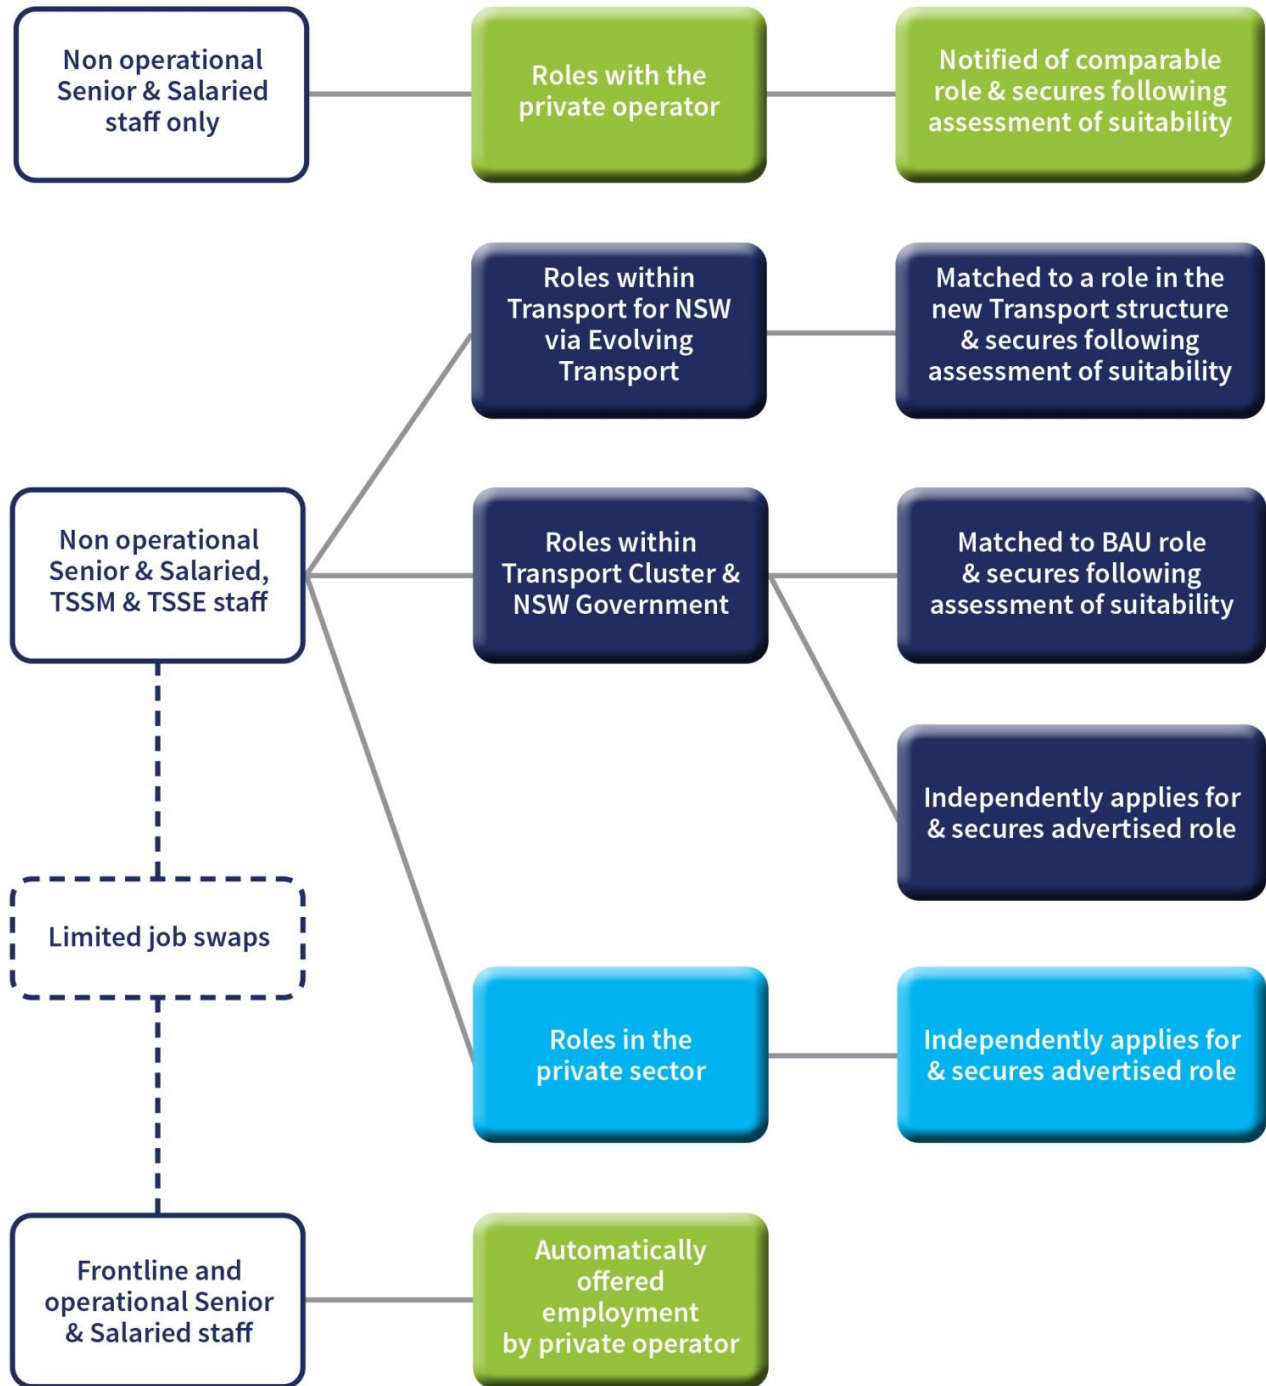 Non operational
Senior & Salaried
staff only
Roles with the
private operator
Notified of comparable
role & secures following
assessment of suitability
Roles within
Transport for NSW
via Evolving
Transport
Matched to a role in the
new Transport structure
& secures following
assessment of suitability
Non operational
Senior & Salaried,
TSSM & TSSE staff
Roles within
Transport Cluster &
NSW Government
Matched to BAU role
& secures following
assessment of suitability
Independently applies for
& secures advertised role
Limited job swaps
Roles in the
private sector
Independently applies for
& secures advertised role
Frontline and
operational Senior
& Salaried staff
Automatically
offered
employment
by private operator